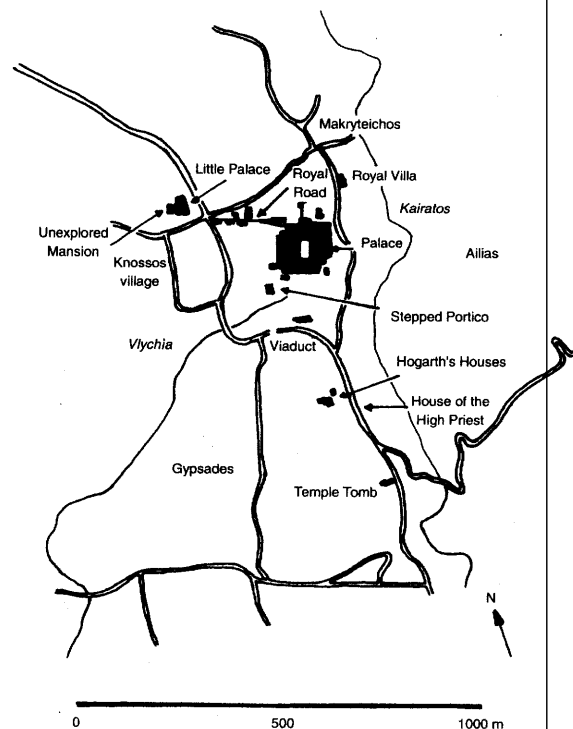 Makryteichos
Little Palace
Royal
Road
Royal Villa
Kairatos
Unexplored
Mansion
Knossos
village
Palace
Ailias
Stepped Portico
Vlychia
Viaduct
Hogarth's Houses
House of the
High Priest
Gypsades
Temple Tomb
N
0 500 1000 m